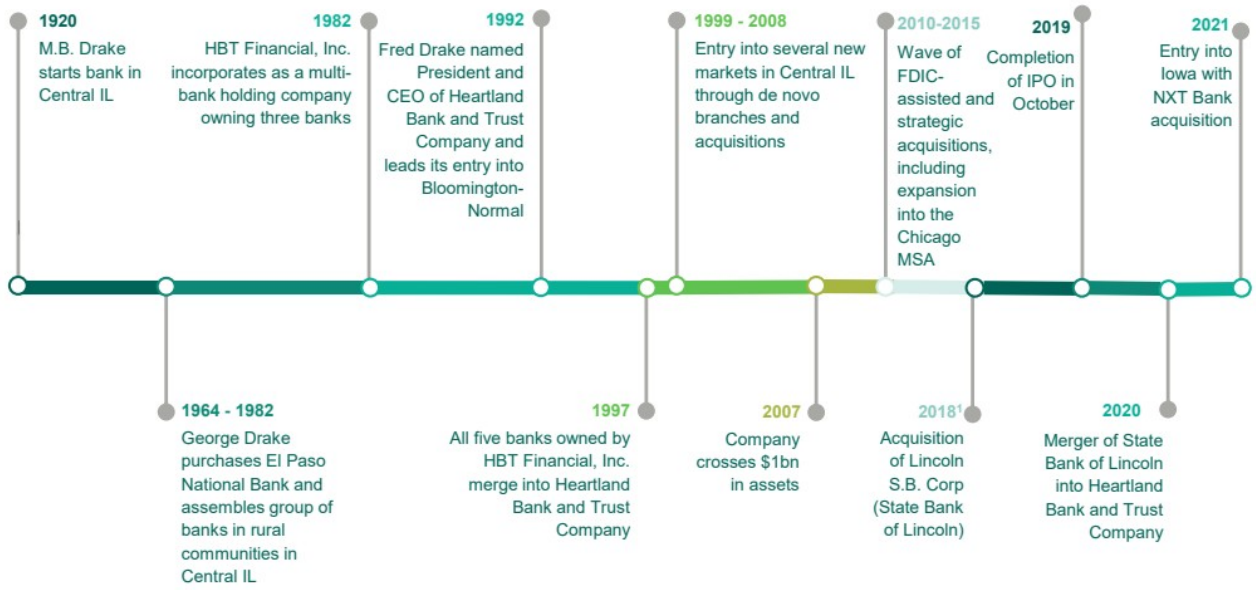 1920
M.B. Drake
starts bank in
Central IL
1982
HBT Financial, Inc.
incorporates as a multi-
bank holding company
owning three banks
1992
Fred Drake named
President and
CEO of Heartland
Bank and Trust
Company and
leads its entry into
Bloomington-
Normal
1999 - 2008
Entry into several new
markets in Central IL
through de novo
branches and
acquisitions
2010-2015
Wave of
FDIC-
assisted and
strategic
acquisitions,
including
expansion
into the
Chicago
MSA
2019
Completion
of IPO in
October
2021
Entry into
Iowa with
NXT Bank
acquisition
1964 - 1982
George Drake
purchases El Paso
National Bank and
assembles group of
banks in rural
communities in
Central IL
1997
All five banks owned by
HBT Financial, Inc.
merge into Heartland
Bank and Trust
Company
2007
Company
crosses $1bn
in assets
2018¹
Acquisition
of Lincoln
S.B. Corp
(State Bank
of Lincoln)
2020
Merger of State
Bank of Lincoln
into Heartland
Bank and Trust
Company